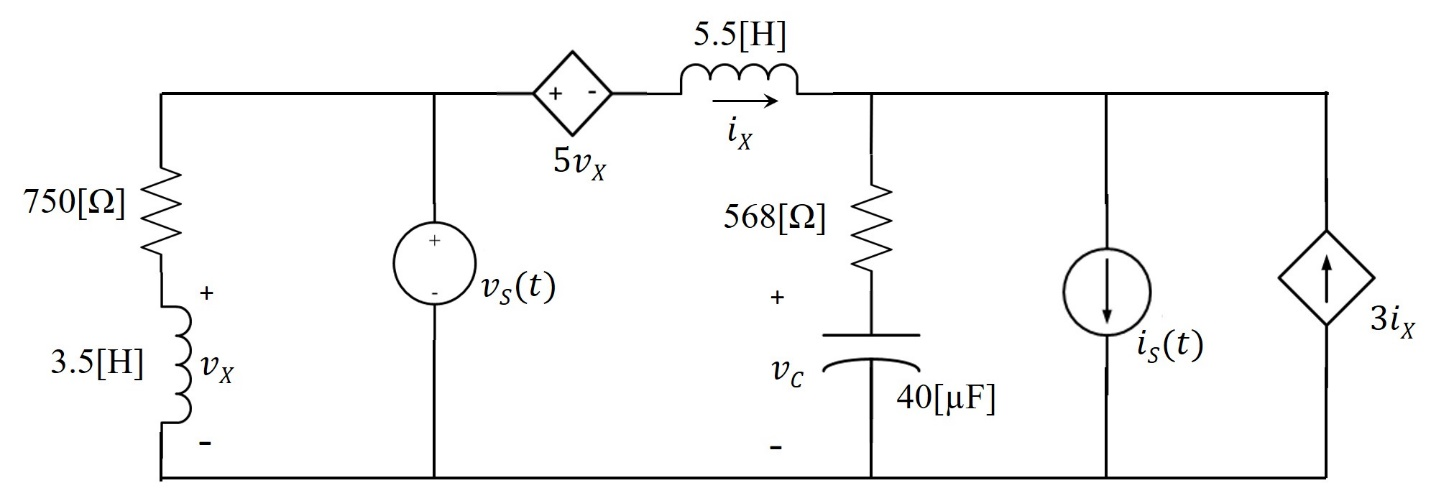 5.5[H]
+ -
i_X
5v_X
750[Ω]
568[Ω]
+
-
v_S(t)
+
3.5[H]
v_X
-
+
v_C
-
40[μF]
i_S(t)
3i_X